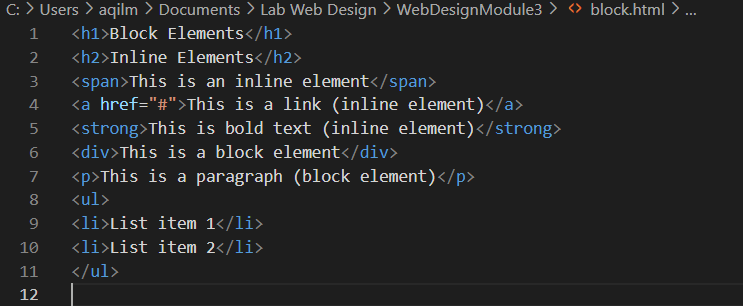 C: > Users > aqilm > Documents > Lab Web Design > WebDesignModule3 > <> block.html > ...
1 <h1>Block Elements</h1>
2 <h2>Inline Elements</h2>
3 <span>This is an inline element</span>
4 <a href="#">This is a link (inline element)</a>
5 <strong>This is bold text (inline element)</strong>
6 <div>This is a block element</div>
7 <p>This is a paragraph (block element)</p>
8 <ul>
9 <li>List item 1</li>
10 <li>List item 2</li>
11 </ul>
12